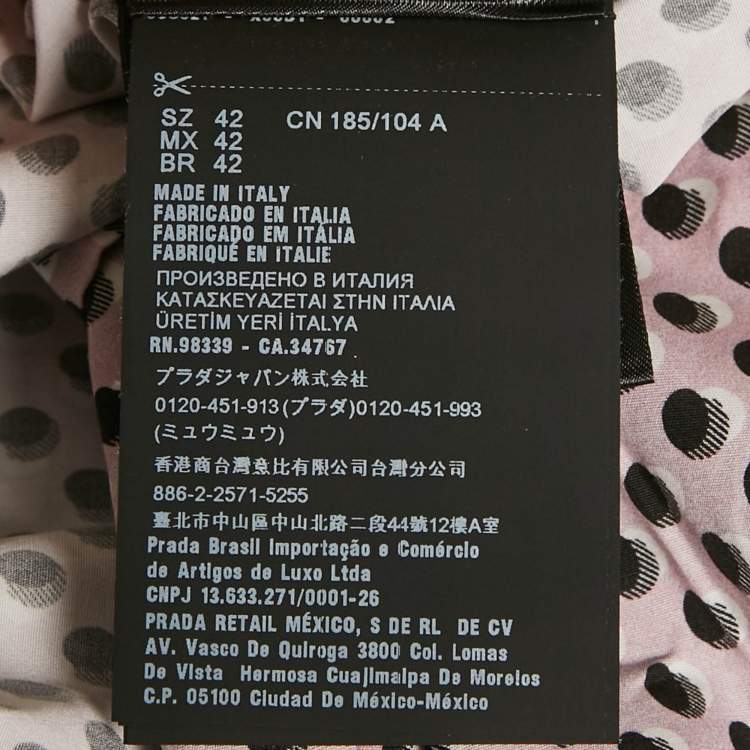 SZ 42 CN 185/104 A
MX 42
BR 42
MADE IN ITALY
FABRICADO EN ITALIA
FABRICADO EM ITÁLIA
FABRIQUÉ EN ITALIE
ПРОИЗВЕДЕНО В ИТАЛИЯ
ΚΑΤΑΣΚΕΥΑΖΕΤΑΙ ΣΤΗΝ ΙΤΑΛΙΑ
ÜRETİM YERİ İTALYA
RN.98339 - CA.34767
プラダジャパン株式会社
0120-451-913(プラダ)0120-451-993
(ミュウミュウ)
香港商台灣意比有限公司台灣分公司
886-2-2571-5255
臺北市中山區中山北路二段44號12樓A室
Prada Brasil Importação e Comércio
de Artigos de Luxo Ltda
CNPJ 13.633.271/0001-26
PRADA RETAIL MÉXICO, S DE RL DE CV
AV. Vasco De Quiroga 3800 Col. Lomas
De Vista Hermosa Cuajimalpa De Morelos
C.P. 05100 Ciudad De México-México